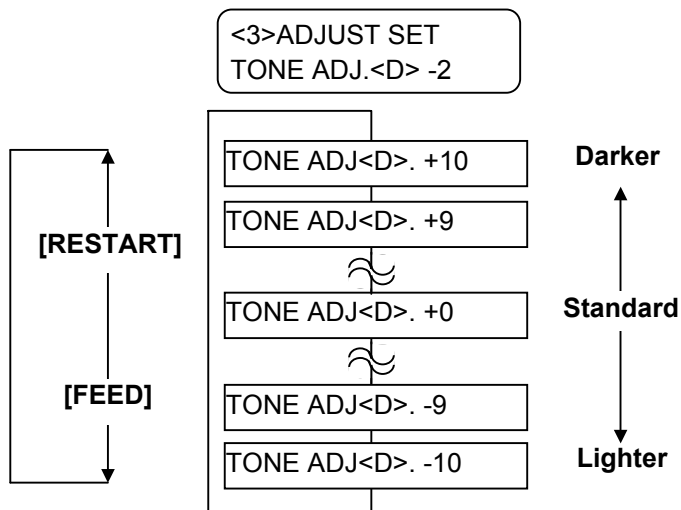 <3>ADJUST SET
TONE ADJ.<D> -2
TONE ADJ<D>. +10
Darker
TONE ADJ<D>. +9
[RESTART]
TONE ADJ<D>. +0
Standard
[FEED]
TONE ADJ<D>. -9
TONE ADJ<D>. -10
Lighter